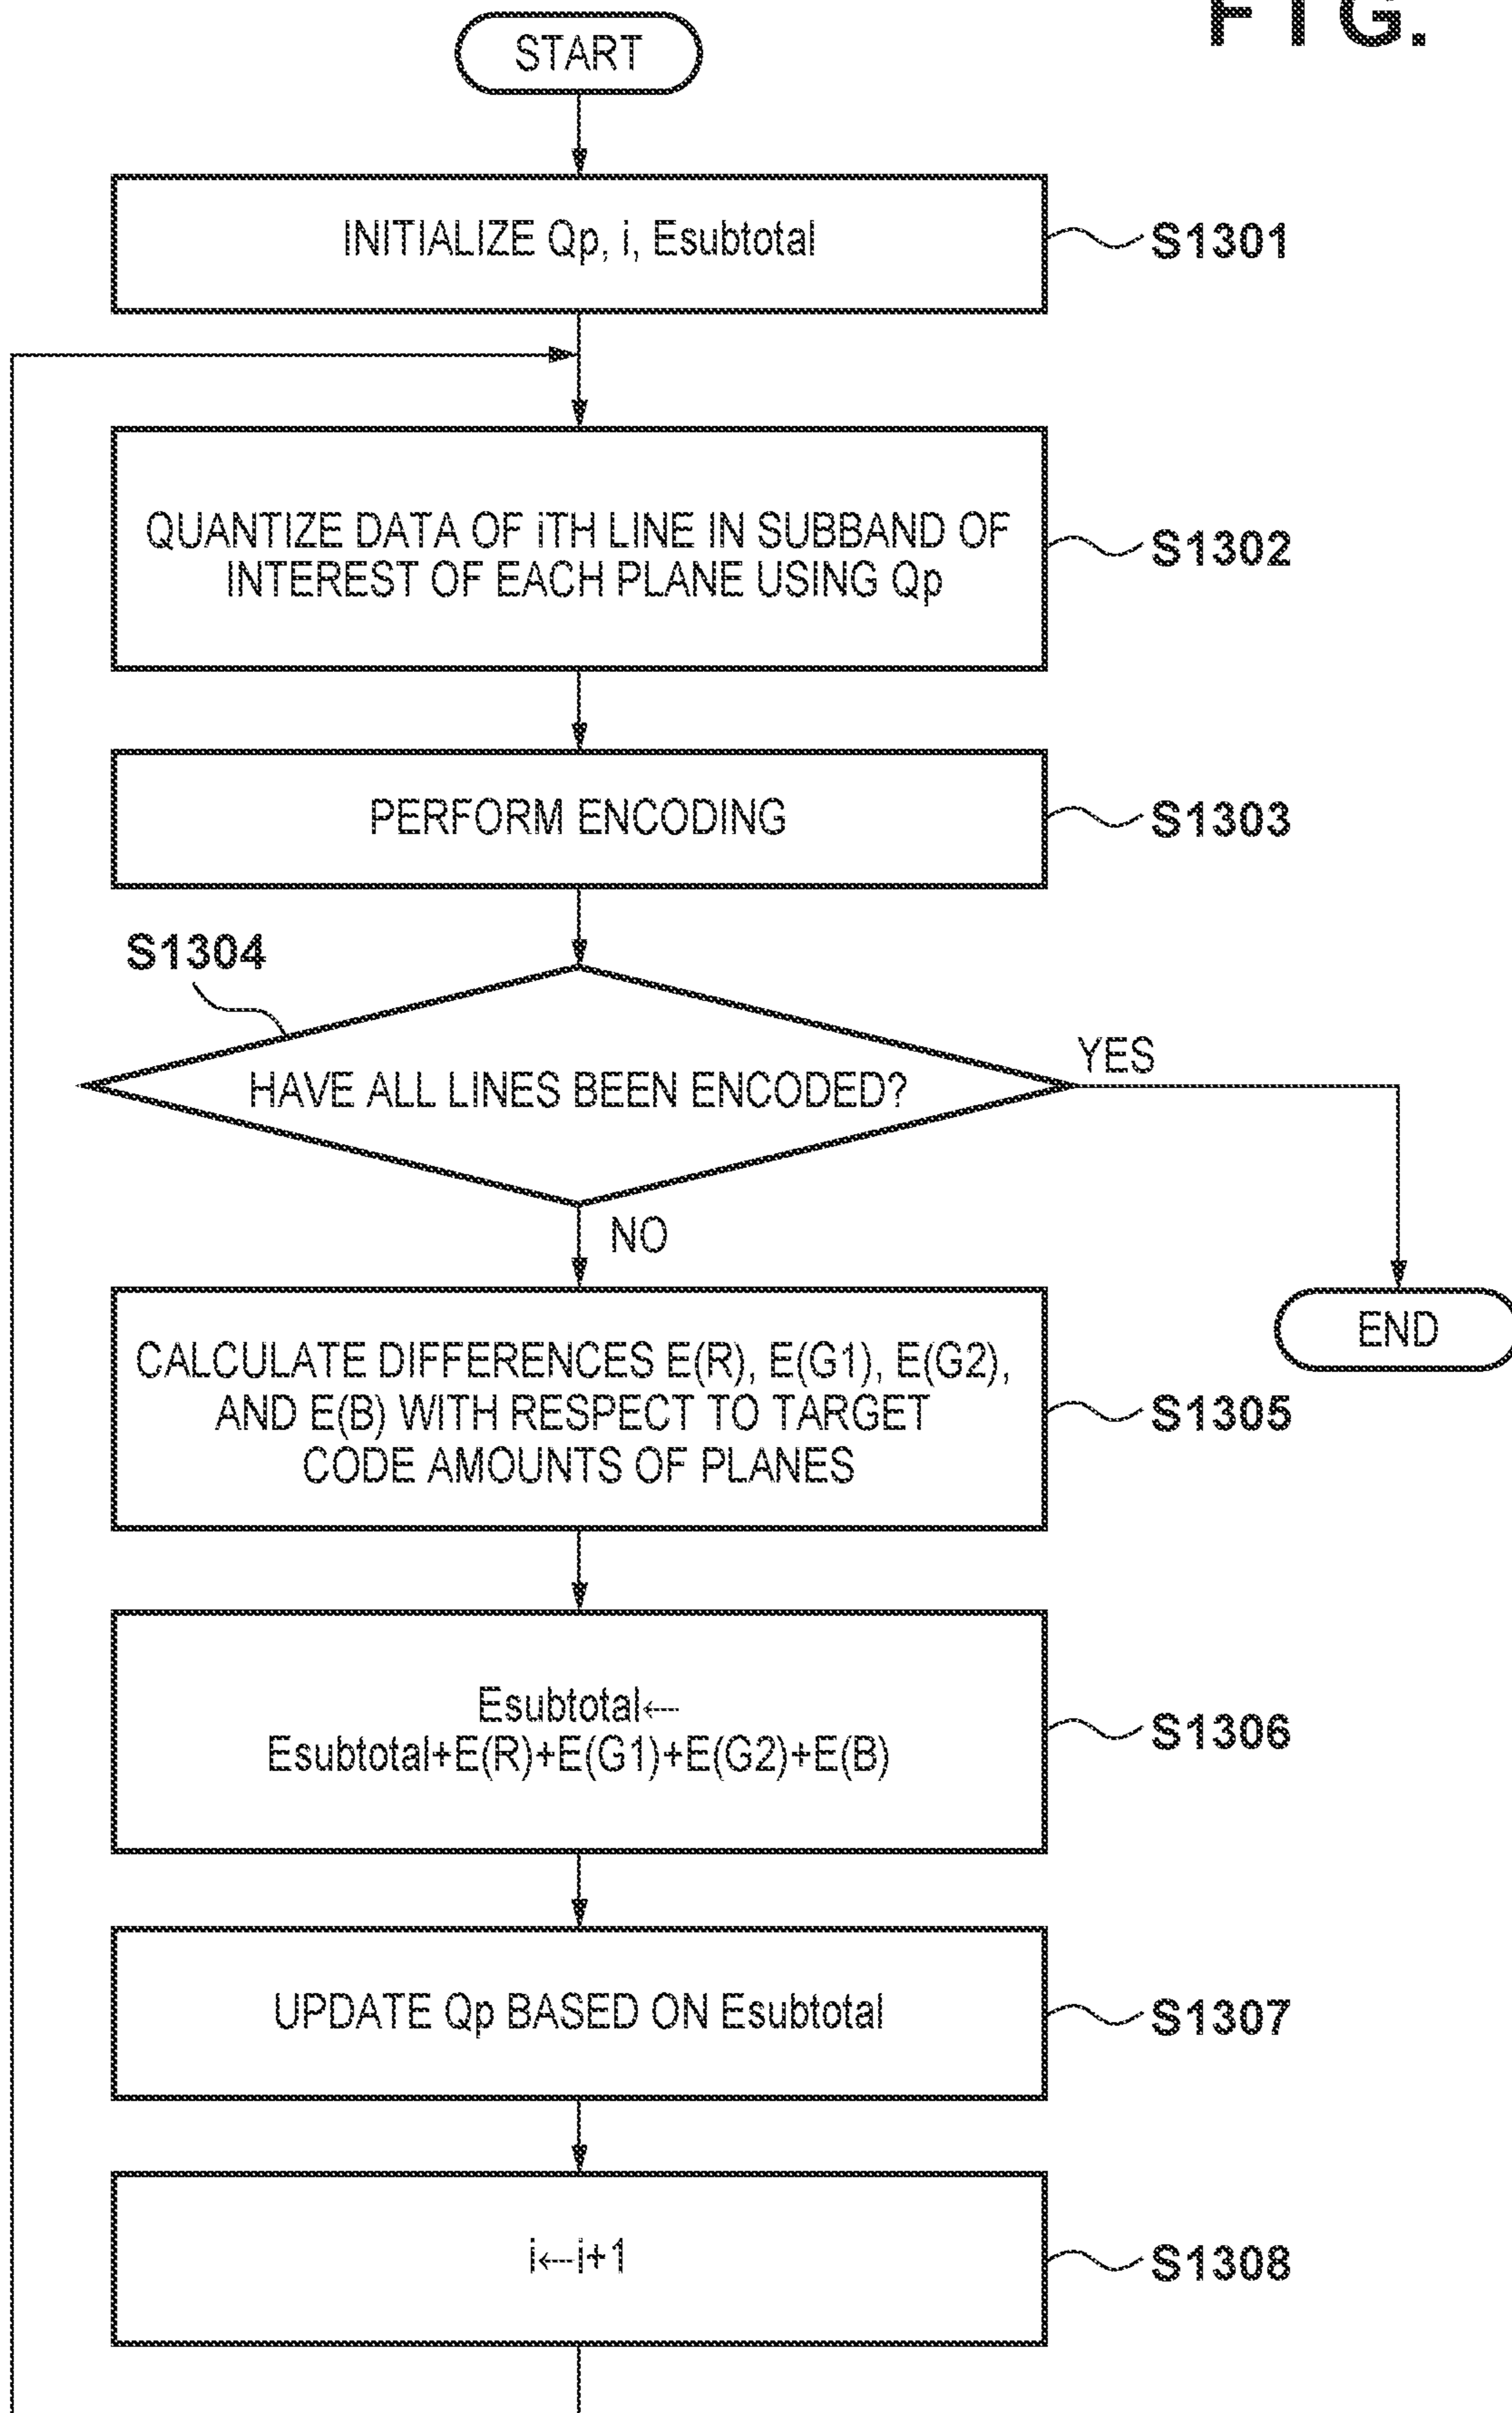 FIG.
START
INITIALIZE Qp, i, Esubtotal
S1301
QUANTIZE DATA OF iTH LINE IN SUBBAND OF
INTEREST OF EACH PLANE USING Qp
S1302
PERFORM ENCODING
S1303
S1304
HAVE ALL LINES BEEN ENCODED?
YES
NO
END
CALCULATE DIFFERENCES E(R), E(G1), E(G2),
AND E(B) WITH RESPECT TO TARGET
CODE AMOUNTS OF PLANES
S1305
Esubtotal←
Esubtotal+E(R)+E(G1)+E(G2)+E(B)
S1306
UPDATE Qp BASED ON Esubtotal
S1307
i←i+1
S1308